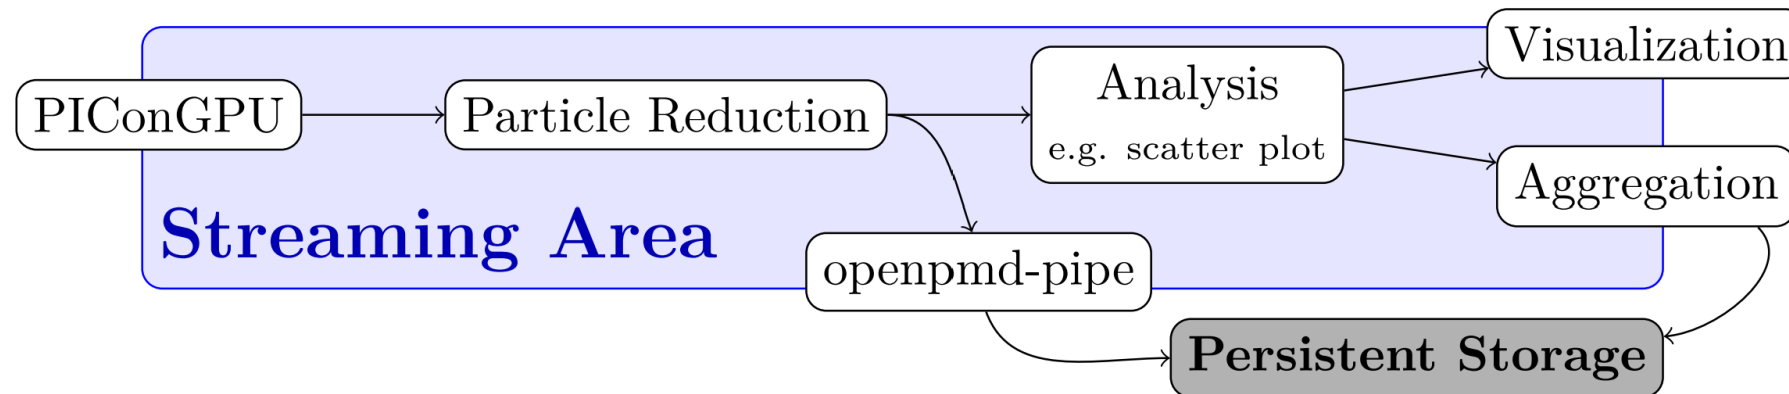 PIConGPU
Particle Reduction
Analysis
e.g. scatter plot
Visualization
Aggregation
Streaming Area
openpmd-pipe
Persistent Storage